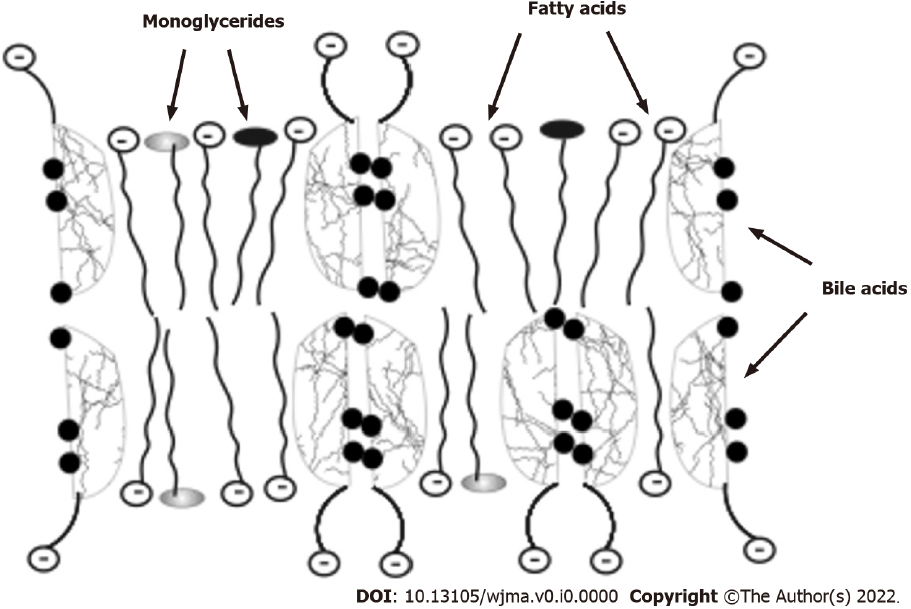 Monoglycerides
Fatty acids
Bile acids
DOI: 10.13105/wjma.v0.i0.0000 Copyright ©The Author(s) 2022.